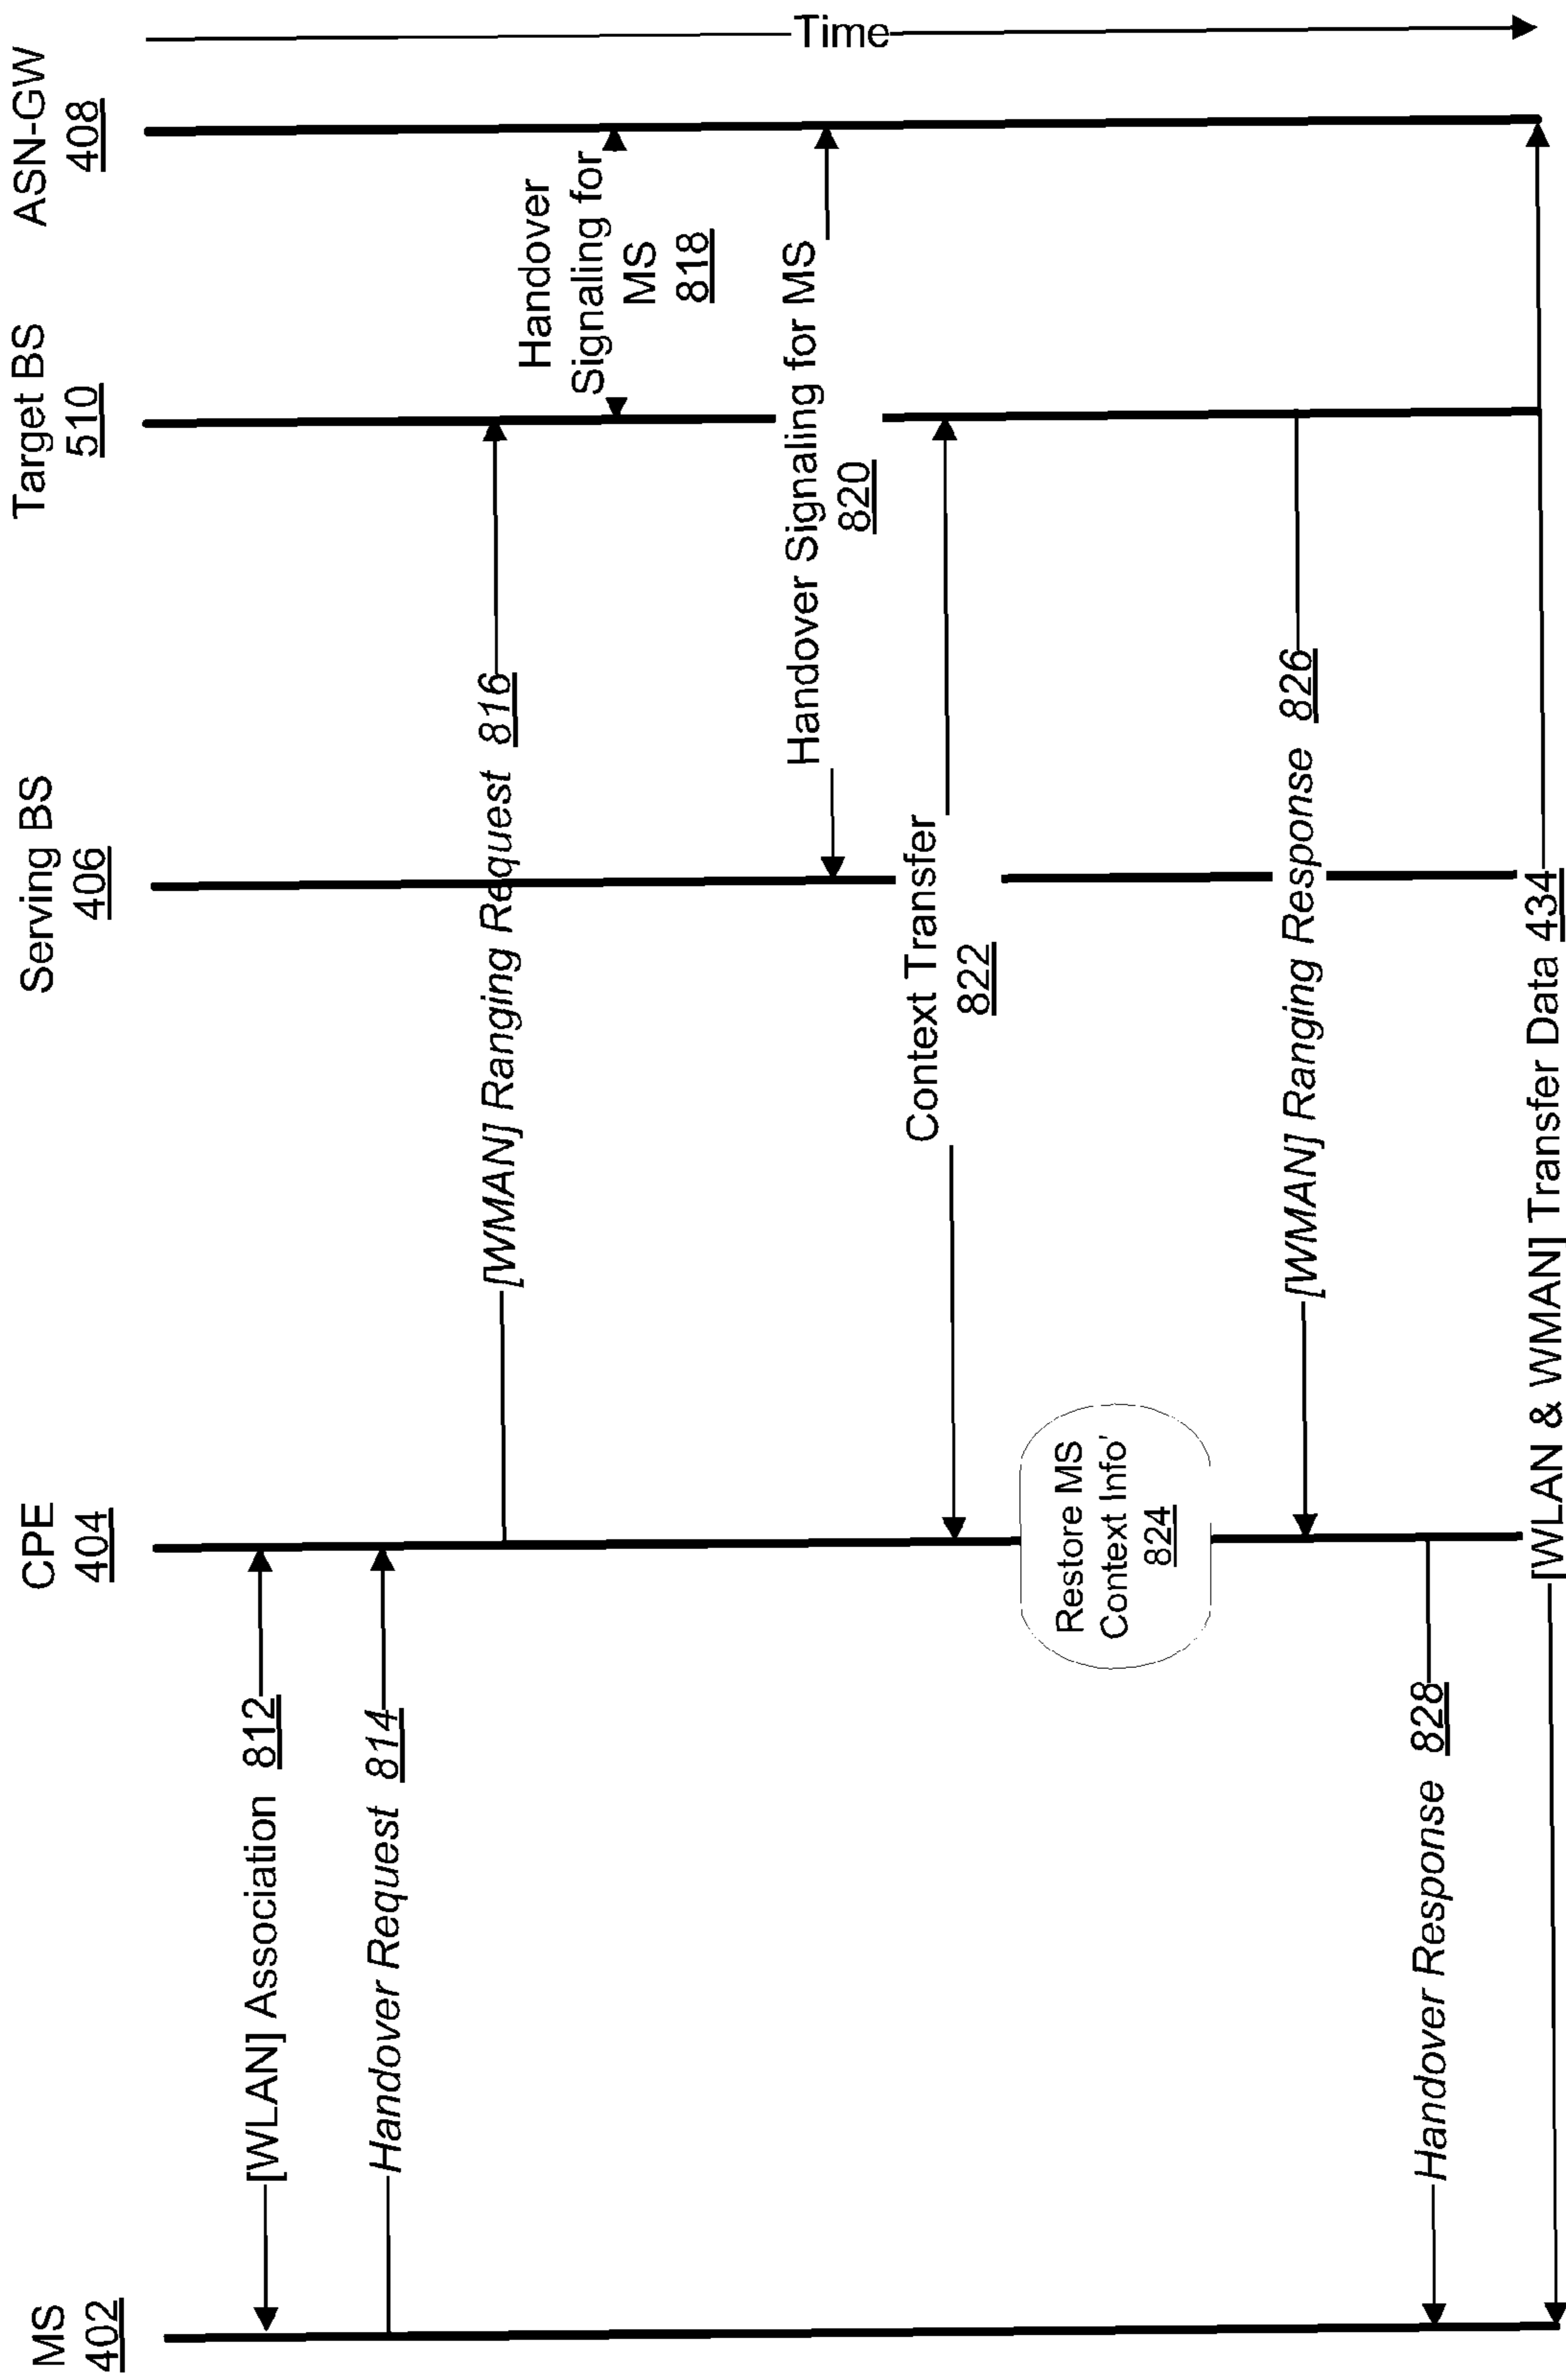 MS
402
CPE
404
Serving BS
406
Target BS
510
ASN-GW
408
Time
[WLAN] Association 812
Handover Request 814
[WMAN] Ranging Request 816
Handover
Signaling for
MS
818
Handover Signaling for MS
820
Context Transfer
822
Restore MS
Context Info'
824
[WMAN] Ranging Response 826
Handover Response 828
[WLAN & WMAN] Transfer Data 434